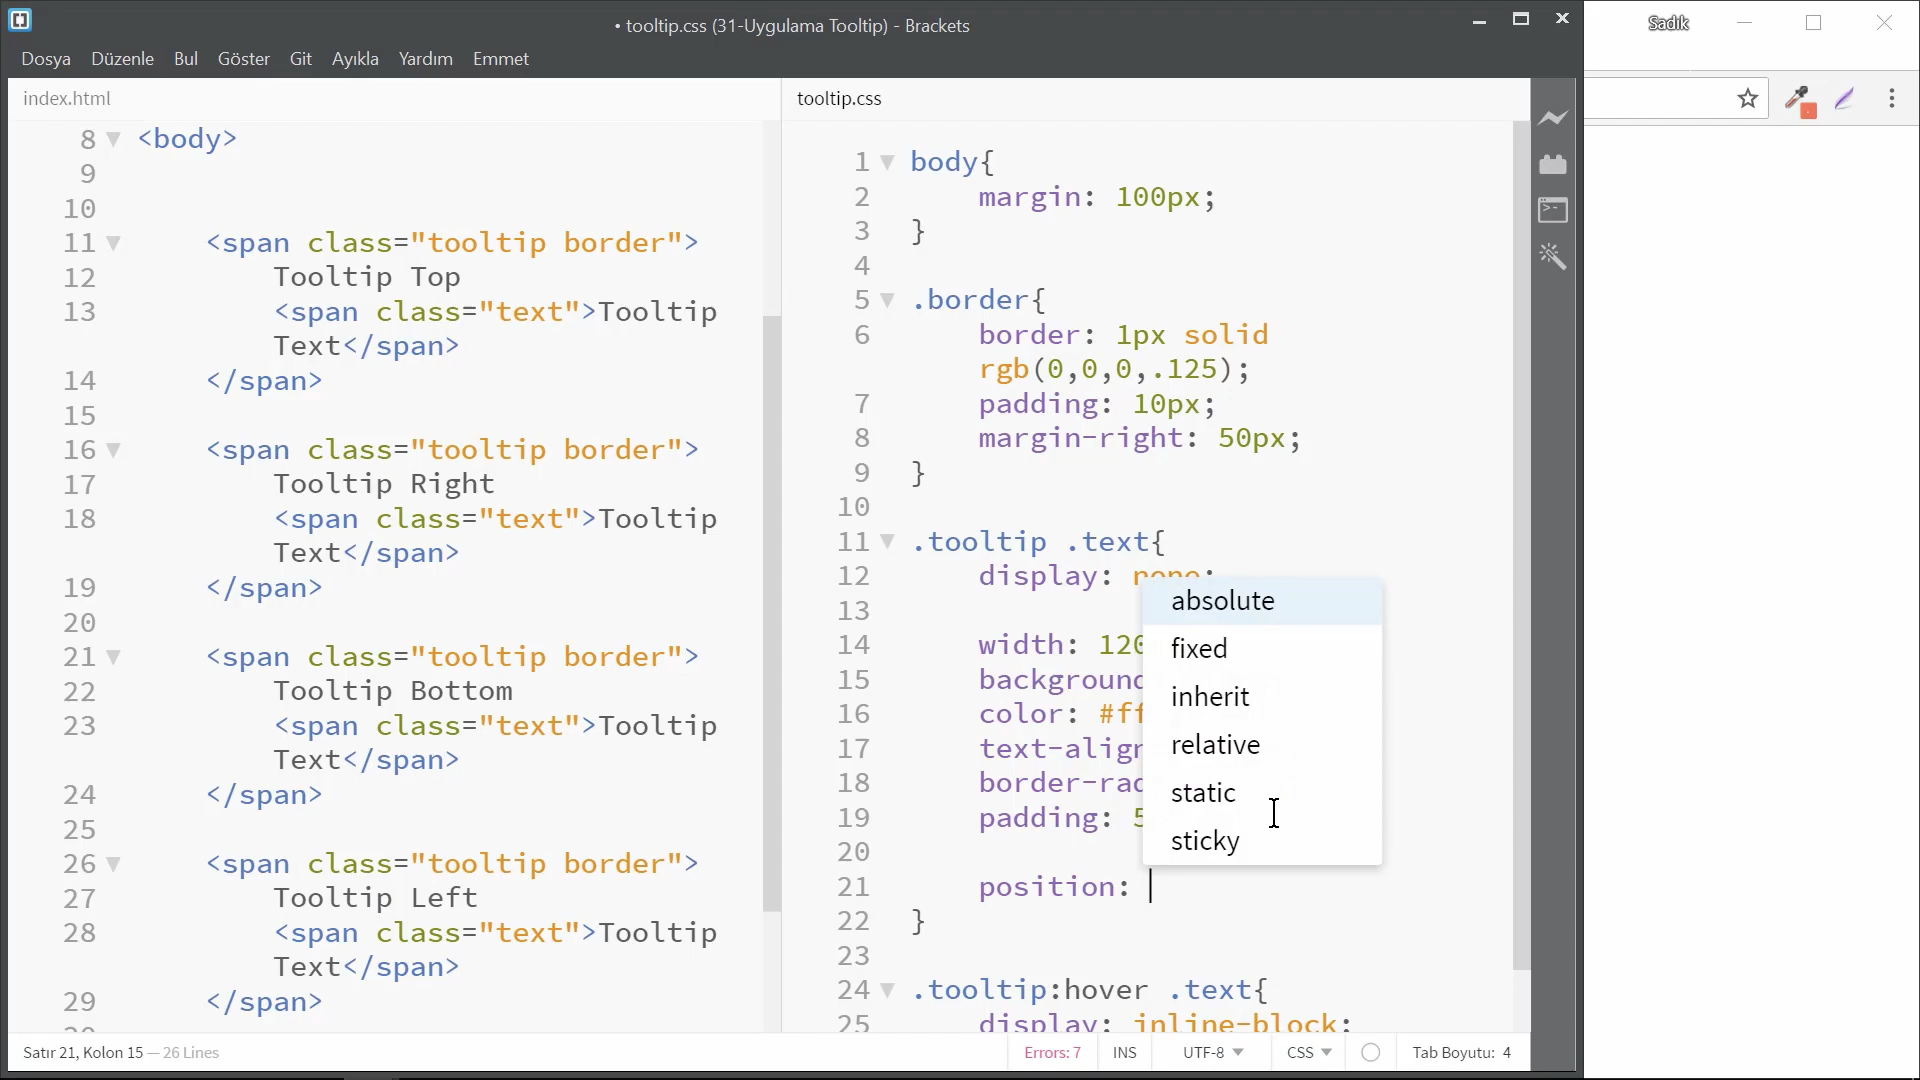 • tooltip.css (31-Uygulama Tooltip) - Brackets
Sadık
Dosya Düzenle Bul Göster Git Ayıkla Yardım Emmet
index.html
8 <body>
9
10
11 <span class="tooltip border">
12 Tooltip Top
13 <span class="text">Tooltip
Text</span>
14 </span>
15
16 <span class="tooltip border">
17 Tooltip Right
18 <span class="text">Tooltip
Text</span>
19 </span>
20
21 <span class="tooltip border">
22 Tooltip Bottom
23 <span class="text">Tooltip
Text</span>
24 </span>
25
26 <span class="tooltip border">
27 Tooltip Left
28 <span class="text">Tooltip
Text</span>
29 </span>
tooltip.css
1 body{
2 margin: 100px;
3 }
4
5 .border{
6 border: 1px solid
rgb(0,0,0,.125);
7 padding: 10px;
8 margin-right: 50px;
9 }
10
11 .tooltip .text{
12 display: none;
13
14 width: 120
15 background
16 color: #ff
17 text-align
18 border-rad
19 padding: 5
20
21 position:
22 }
23
24 .tooltip:hover .text{
25 display: inline-block;
absolute
fixed
inherit
relative
static
sticky
Satır 21, Kolon 15 — 26 Lines
Errors: 7 INS UTF-8 CSS Tab Boyutu: 4